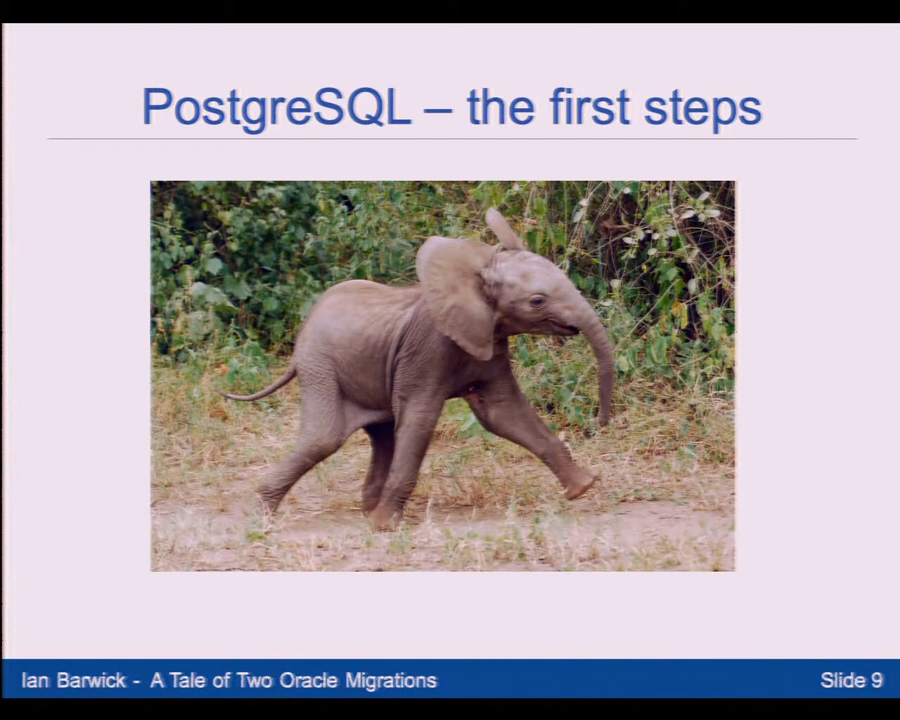 PostgreSQL – the first steps
Ian Barwick - A Tale of Two Oracle Migrations
Slide 9